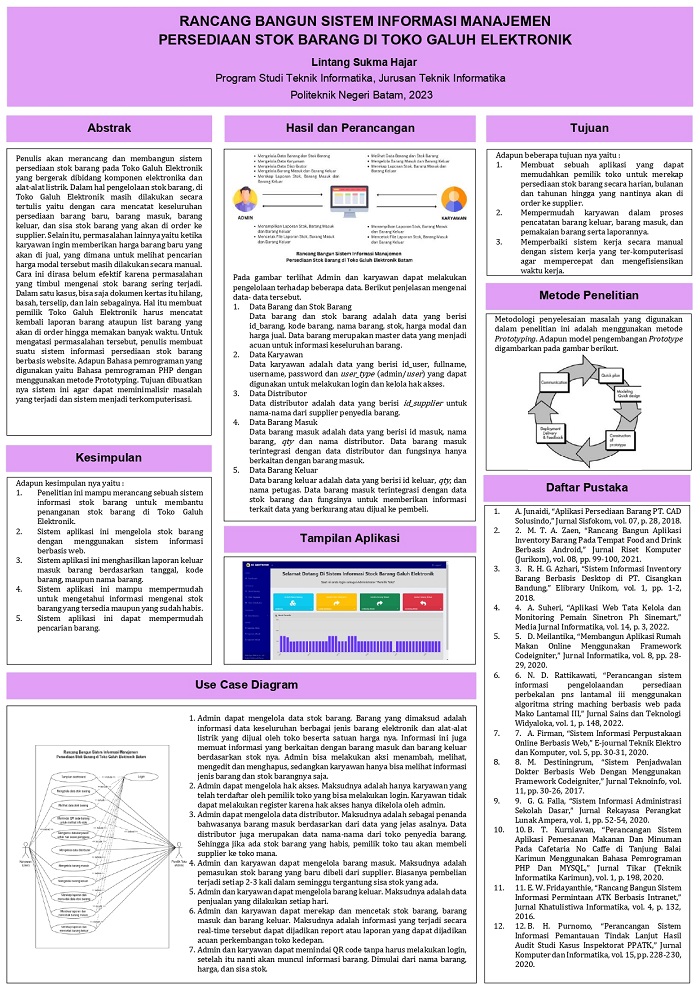 RANCANG BANGUN SISTEM INFORMASI MANAJEMEN
PERSEDIAAN STOK BARANG DI TOKO GALUH ELEKTRONIK
Lintang Sukma Hajar
Program Studi Teknik Informatika, Jurusan Teknik Informatika
Politeknik Negeri Batam, 2023
Abstrak
Penulis akan merancang dan membangun sistem
persediaan stok barang pada Toko Galuh Elektronik
yang bergerak dibidang komponen elektronika dan
alat-alat listrik. Dalam hal pengelolaan stok barang, di
Toko Galuh Elektronik masih dilakukan secara
tertulis yaitu dengan cara mencatat keseluruhan
persediaan barang baru, barang masuk, barang
keluar, dan sisa stok barang yang akan di order ke
supplier. Selain itu, permasalahan lainnya yaitu ketika
karyawan ingin memberikan harga barang baru yang
akan di jual, yang dimana untuk melihat pencarian
harga modal tersebut masih dilakukan secara manual.
Cara ini dirasa belum efektif karena permasalahan
yang timbul mengenai stok barang sering terjadi.
Dalam satu kasus, bisa saja dokumen kertas itu hilang,
basah, terselip, dan lain sebagainya. Hal itu membuat
pemilik Toko Galuh Elektronik harus mencatat
kembali laporan barang ataupun list barang yang
akan di order hingga memakan banyak waktu. Untuk
mengatasi permasalahan tersebut, penulis membuat
suatu sistem informasi persediaan stok barang
berbasis website. Adapun Bahasa pemrograman yang
digunakan yaitu Bahasa pemrograman PHP dengan
menggunakan metode Prototyping. Tujuan dibuatkan
nya sistem ini agar dapat meminimalisir masalah
yang terjadi dan sistem menjadi terkomputerisasi.
Kesimpulan
Adapun kesimpulan nya yaitu :
1. Penelitian ini mampu merancang sebuah sistem
informasi stok barang untuk membantu
penanganan stok barang di Toko Galuh
Elektronik.
2. Sistem aplikasi ini mengelola stok barang
dengan menggunakan sistem informasi
berbasis web.
3. Sistem aplikasi ini menghasilkan laporan keluar
masuk barang berdasarkan tanggal, kode
barang, maupun nama barang.
4. Sistem aplikasi ini mampu mempermudah
untuk mengetahui informasi mengenai stok
barang yang tersedia maupun yang sudah habis.
5. Sistem aplikasi ini dapat mempermudah
pencarian barang.
Hasil dan Perancangan
Mengelola Data Barang dan Stok Barang
Mengelola Data Karyawan
Mengelola Data Distributor
Mengelola Barang Masuk dan Barang Keluar
Merekap Laporan Stok, Barang Masuk dan
Barang Keluar
Melihat Data Barang dan Stok Barang
Mengelola Barang Masuk dan Barang Keluar
Merekap Laporan Stok, Barang Masuk dan
Barang Keluar
ADMIN
KARYAWAN
Menampilkan Laporan Stok, Barang Masuk
dan Barang Keluar
Mencetak File Laporan Stok, Barang Masuk
dan Barang Keluar
Menampilkan Laporan Stok, Barang Masuk
dan Barang Keluar
Mencetak File Laporan Stok, Barang Masuk
dan Barang Keluar
Rancang Bangun Sistem Informasi Manajemen
Persediaan Stok Barang di Toko Galuh Elektronik Batam
Pada gambar terlihat Admin dan karyawan dapat melakukan
pengelolaan terhadap beberapa data. Berikut penjelasan mengenai
data- data tersebut.
1. Data Barang dan Stok Barang
Data barang dan stok barang adalah data yang berisi
id_barang, kode barang, nama barang, stok, harga modal dan
harga jual. Data barang merupakan master data yang menjadi
acuan untuk informasi keseluruhan barang.
2. Data Karyawan
Data karyawan adalah data yang berisi id_user, fullname,
username, password dan user_type (admin/user) yang dapat
digunakan untuk melakukan login dan kelola hak akses.
3. Data Distributor
Data distributor adalah data yang berisi id_supplier untuk
nama-nama dari supplier penyedia barang.
4. Data Barang Masuk
Data barang masuk adalah data yang berisi id masuk, nama
barang, qty dan nama distributor. Data barang masuk
terintegrasi dengan data distributor dan fungsinya hanya
berkaitan dengan barang masuk.
5. Data Barang Keluar
Data barang keluar adalah data yang berisi id keluar, qty, dan
nama petugas. Data barang masuk terintegrasi dengan data
stok barang dan fungsinya untuk memberikan informasi
terkait data yang berkurang atau dijual ke pembeli.
Tampilan Aplikasi
Selamat Datang Di Sistem Informasi Stock Barang Galuh Elektronik
Tujuan
Adapun beberapa tujuan nya yaitu :
1. Membuat sebuah aplikasi yang dapat
memudahkan pemilik toko untuk merekap
persediaan stok barang secara harian, bulanan
dan tahunan hingga yang nantinya akan di
order ke supplier.
2. Mempermudah karyawan dalam proses
pencatatan barang keluar, barang masuk, dan
pemakaian barang serta laporannya.
3. Memperbaiki sistem kerja secara manual
dengan sistem kerja yang ter-komputerisasi
agar mempercepat dan mengefisiensikan
waktu kerja.
Metode Penelitian
Metodologi penyelesaian masalah yang digunakan
dalam penelitian ini adalah menggunakan metode
Prototyping. Adapun model pengembangan Prototype
digambarkan pada gambar berikut.
Communication
Quick plan
Modeling
Quick design
Construction
of
prototype
Deployment
Delivery
& Feedback
Daftar Pustaka
1. A. Junaidi, "Aplikasi Persediaan Barang PT. CAD
Solusindo," Jurnal Sisfokom, vol. 07, p. 28, 2018.
2. 2. M. T. A. Zaen, "Rancang Bangun Aplikasi
Inventory Barang Pada Tempat Food and Drink
Berbasis Android," Jurnal Riset Komputer
(Jurikom), vol. 08, pp. 99-100, 2021.
3. 3. R. H. G. Azhari, "Sistem Informasi Inventory
Barang Berbasis Desktop di PT. Cisangkan
Bandung," Elibrary Unikom, vol. 1, pp. 1-2,
2018.
4. 4. A. Suheri, "Aplikasi Web Tata Kelola dan
Monitoring Pemain Sinetron Ph Sinemart,"
Media Jurnal Informatika, vol. 14, p. 3, 2022.
5. 5. D. Meilantika, "Membangun Aplikasi Rumah
Makan Online Menggunakan Framework
Codeigniter," Jurnal Informatika, vol. 8, pp. 28-
29, 2020.
6. 6. N. D. Rattikawati, "Perancangan sistem
informasi pengelolaandan persediaan
perbekalan pns lantamal iii menggunakan
algoritma string maching berbasis web pada
Mako Lantamal III," Jurnal Sains dan Teknologi
Widyaloka, vol. 1, p. 148, 2022.
7. 7. A. Firman, "Sistem Informasi Perpustakaan
Online Berbasis Web," E-journal Teknik Elektro
dan Komputer, vol. 5, pp. 30-31, 2020.
8. 8. M. Destiningrum, "Sistem Penjadwalan
Dokter Berbasis Web Dengan Menggunakan
Framework Codeigniter," Jurnal Teknoinfo, vol.
11, pp. 30-26, 2017.
9. 9. G. G. Falla, "Sistem Informasi Administrasi
Sekolah Dasar," Jurnal Rekayasa Perangkat
Lunak Ampera, vol. 1, pp. 52-54, 2020.
10. 10. B. T. Kurniawan, "Perancangan Sistem
Aplikasi Pemesanan Makanan Dan Minuman
Pada Cafetaria No Caffe di Tanjung Balai
Karimun Menggunakan Bahasa Pemrograman
PHP Dan MYSQL," Jurnal Tikar (Teknik
Informatika Karimun), vol. 1, p. 198, 2020.
11. 11. E. W. Fridayanthie, "Rancang Bangun Sistem
Informasi Permintaan ATK Berbasis Intranet,"
Jurnal Khatulistiwa Informatika, vol. 4, p. 132,
2016.
12. 12. B. H. Purnomo, "Perancangan Sistem
Informasi Pemantauan Tindak Lanjut Hasil
Audit Studi Kasus Inspektorat PPATK," Jurnal
Komputer dan Informatika, vol. 15, pp. 228-230,
2020.
Use Case Diagram
Rancang Bangun Sistem Informasi Manajemen
Persediaan Stok Barang di Toko Galuh Elektronik Batam
Login
1. Admin dapat mengelola data stok barang. Barang yang dimaksud adalah
informasi data keseluruhan berbagai jenis barang elektronik dan alat-alat
listrik yang dijual oleh toko beserta satuan harga nya. Informasi ini juga
memuat informasi yang berkaitan dengan barang masuk dan barang keluar
berdasarkan stok nya. Admin bisa melakukan aksi menambah, melihat,
mengedit dan menghapus, sedangkan karyawan hanya bisa melihat informasi
jenis barang dan stok barangnya saja.
2. Admin dapat mengelola hak akses. Maksudnya adalah hanya karyawan yang
telah terdaftar oleh pemilik toko yang bisa melakukan login. Karyawan tidak
dapat melakukan register karena hak akses hanya dikelola oleh admin.
3. Admin dapat mengelola data distributor. Maksudnya adalah sebagai penanda
bahwasanya barang masuk berdasarkan dari data yang jelas asalnya. Data
distributor juga merupakan data nama-nama dari toko penyedia barang.
Sehingga jika ada stok barang yang habis, pemilik toko tau akan membeli
supplier ke toko mana.
4. Admin dan karyawan dapat mengelola barang masuk. Maksudnya adalah
pemasukan stok barang yang baru dibeli dari supplier. Biasanya pembelian
terjadi setiap 2-3 kali dalam seminggu tergantung sisa stok yang ada.
5. Admin dan karyawan dapat mengelola barang keluar. Maksudnya adalah data
penjualan yang dilakukan setiap hari.
6. Admin dan karyawan dapat merekap dan mencetak stok barang, barang
masuk dan barang keluar. Maksudnya adalah informasi yang terjadi secara
real-time tersebut dapat dijadikan report atau laporan yang dapat dijadikan
acuan perkembangan toko kedepan.
7. Admin dan karyawan dapat memindai QR code tanpa harus melakukan login,
setelah itu nanti akan muncul informasi barang. Dimulai dari nama barang,
harga, dan sisa stok.